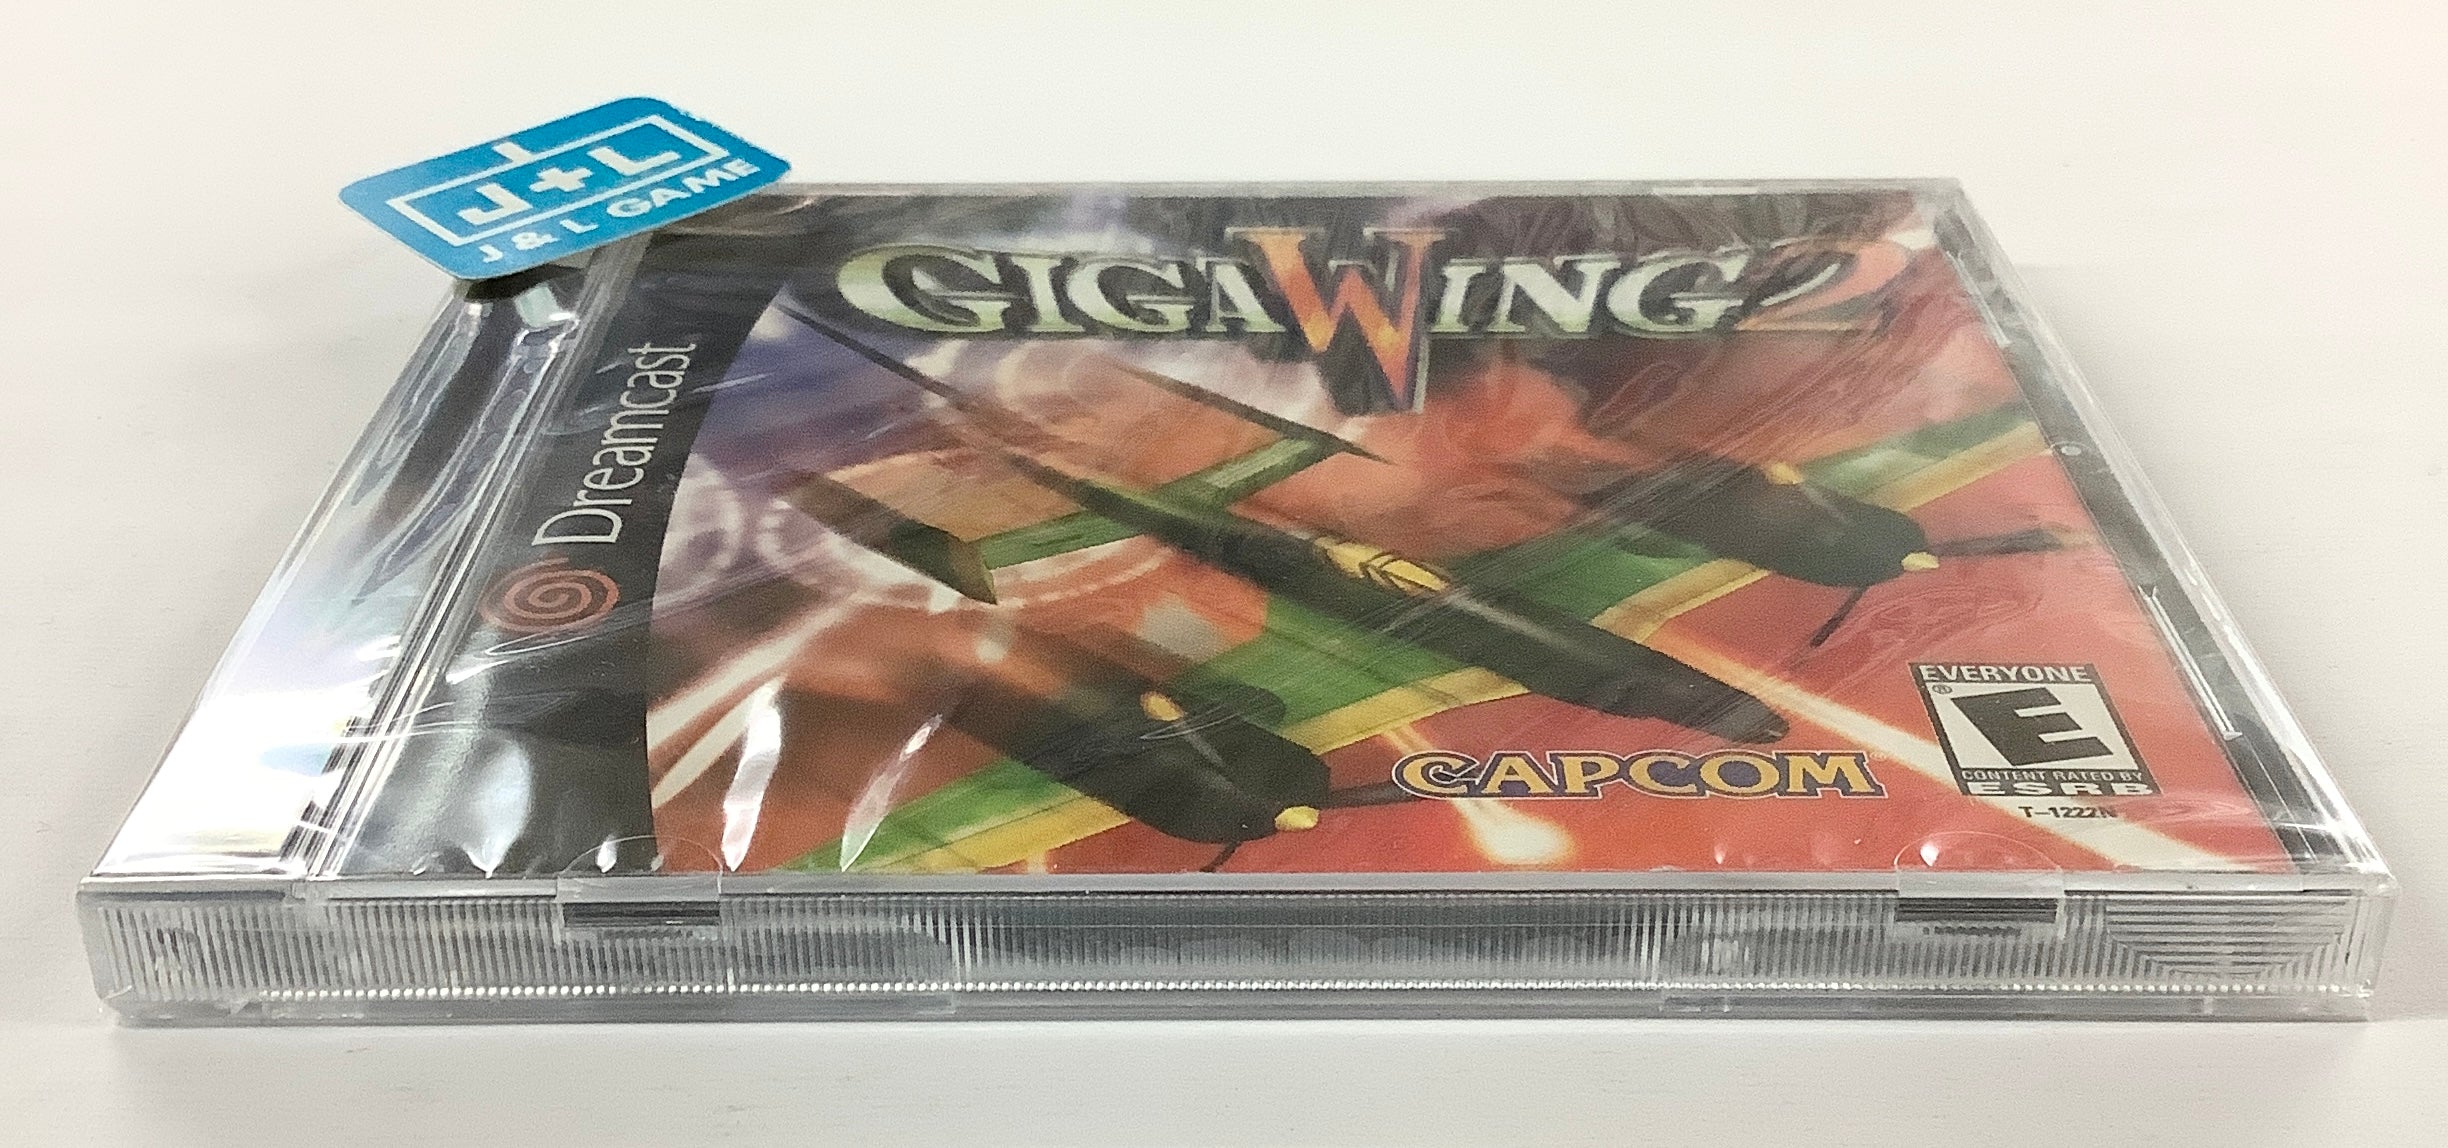 J+L
J & L GAME
GIGAWING2
Dreamcast
CAPCOM
EVERYONE
E
®
CONTENT RATED BY
ESRB
T-1222N